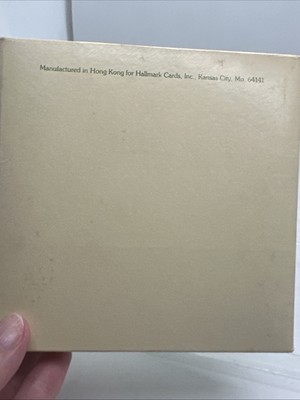 Manufactured in Hong Kong for Hallmark Cards, Inc., Kansas City, Mo. 64141